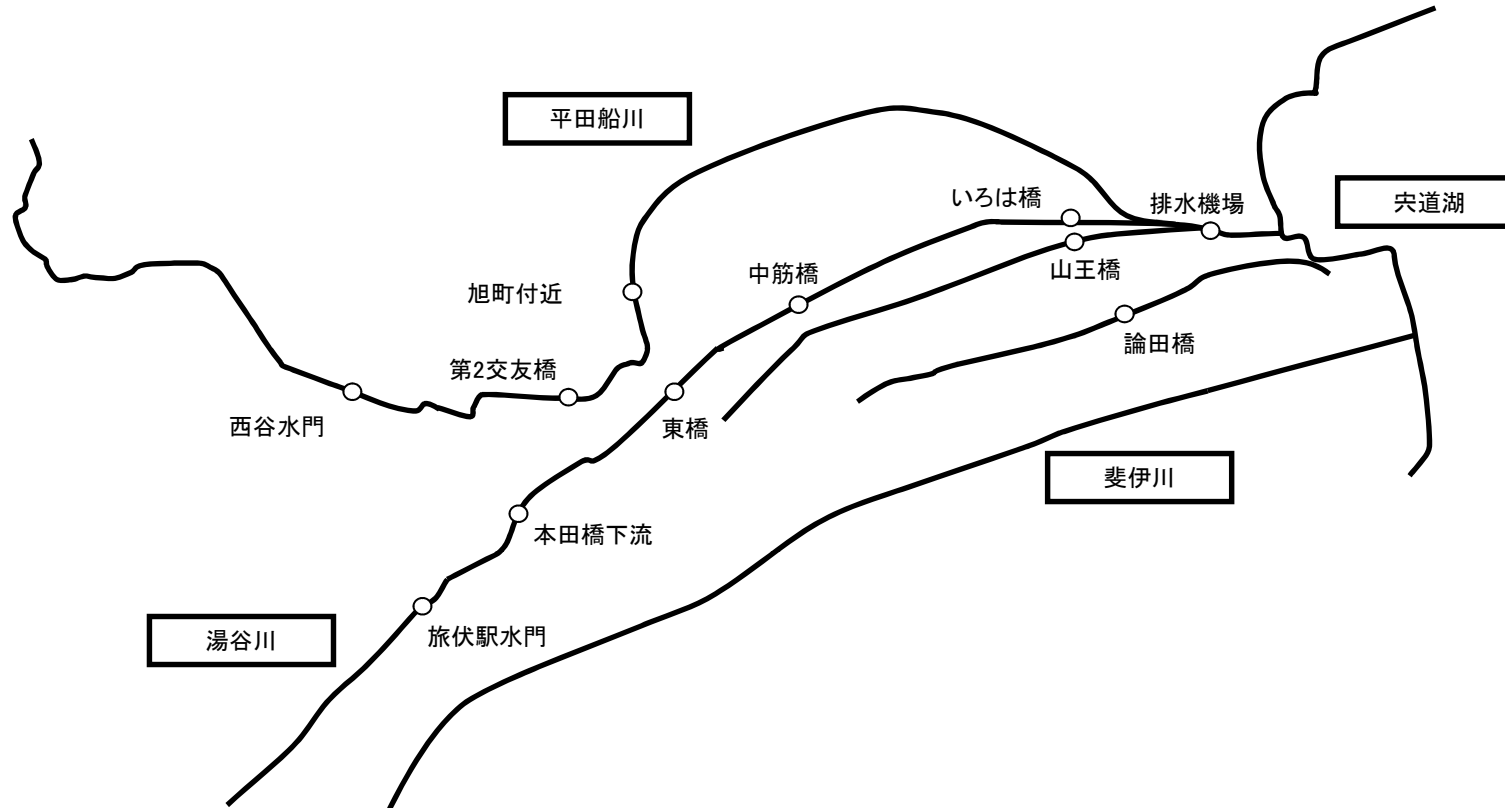 平田船川
いろは橋
排水機場
宍道湖
中筋橋
山王橋
旭町付近
論田橋
第2交友橋
西谷水門
東橋
斐伊川
本田橋下流
湯谷川
旅伏駅水門